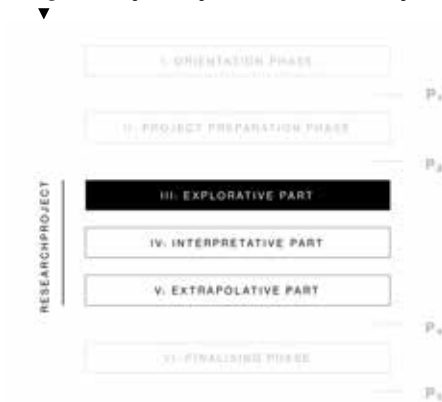 I. ORIENTATION PHASE
II. PROJECT PREPARATION PHASE
III. EXPLORATIVE PART
IV. INTERPRETATIVE PART
V. EXTRAPOLATIVE PART
VI. FINALISING PHASE
RESEARCHPROJECT